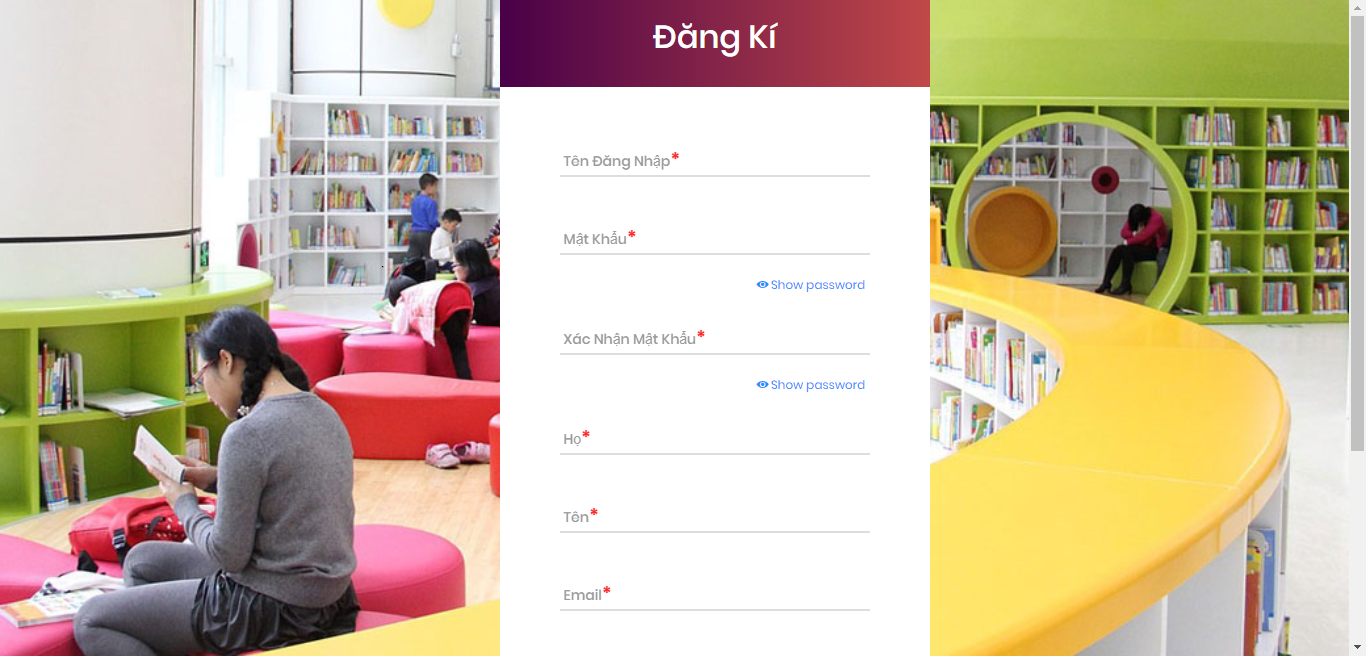 Đăng Kí
Tên Đăng Nhập*
Mật Khẩu*
Show password
Xác Nhận Mật Khẩu*
Show password
Họ*
Tên*
Email*